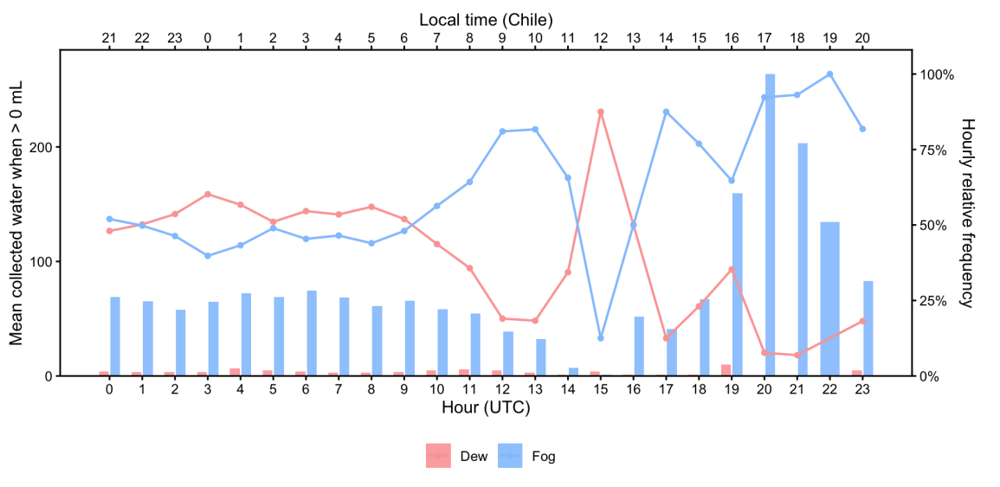 Local time (Chile)
21 22 23 0 1 2 3 4 5 6 7 8 9 10 11 12 13 14 15 16 17 18 19 20
Mean collected water when > 0 mL
200
100
0
100%
75%
50%
25%
0%
Hourly relative frequency
0 1 2 3 4 5 6 7 8 9 10 11 12 13 14 15 16 17 18 19 20 21 22 23
Hour (UTC)
Dew Fog